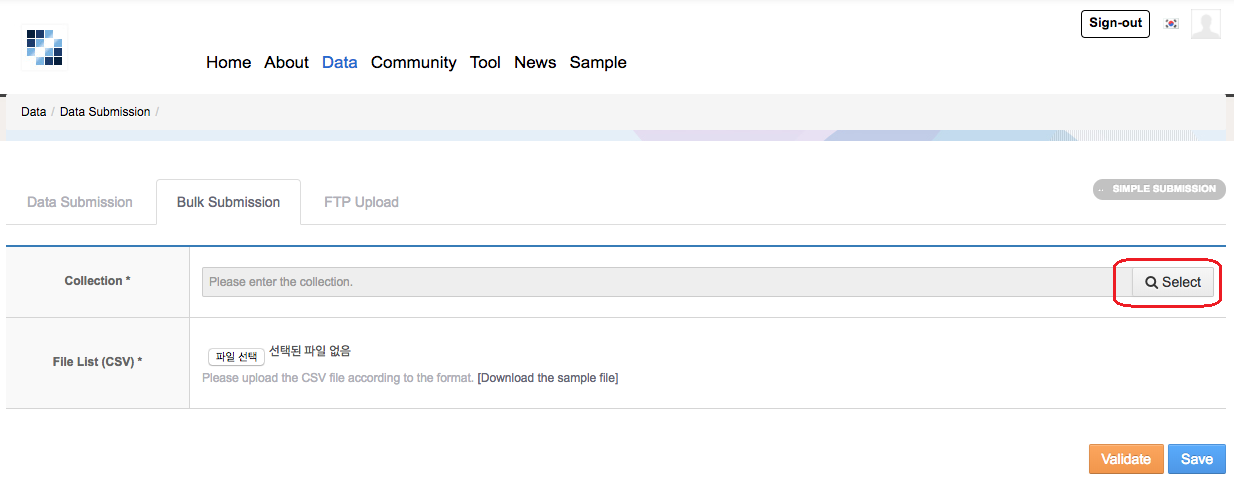 Sign-out
Home About Data Community Tool News Sample
Data / Data Submission /
SIMPLE SUBMISSION
Data Submission Bulk Submission FTP Upload
Collection * Please enter the collection. Select
File List (CSV) * 파일 선택 선택된 파일 없음
Please upload the CSV file according to the format. [Download the sample file]
Validate Save